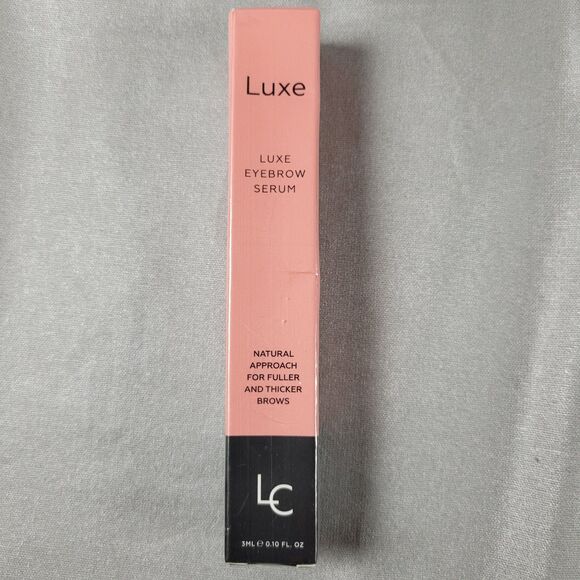 Luxe
LUXE
EYEBROW
SERUM
NATURAL
APPROACH
FOR FULLER
AND THICKER
BROWS
LC
3ML ℮ 0.10 FL. OZ